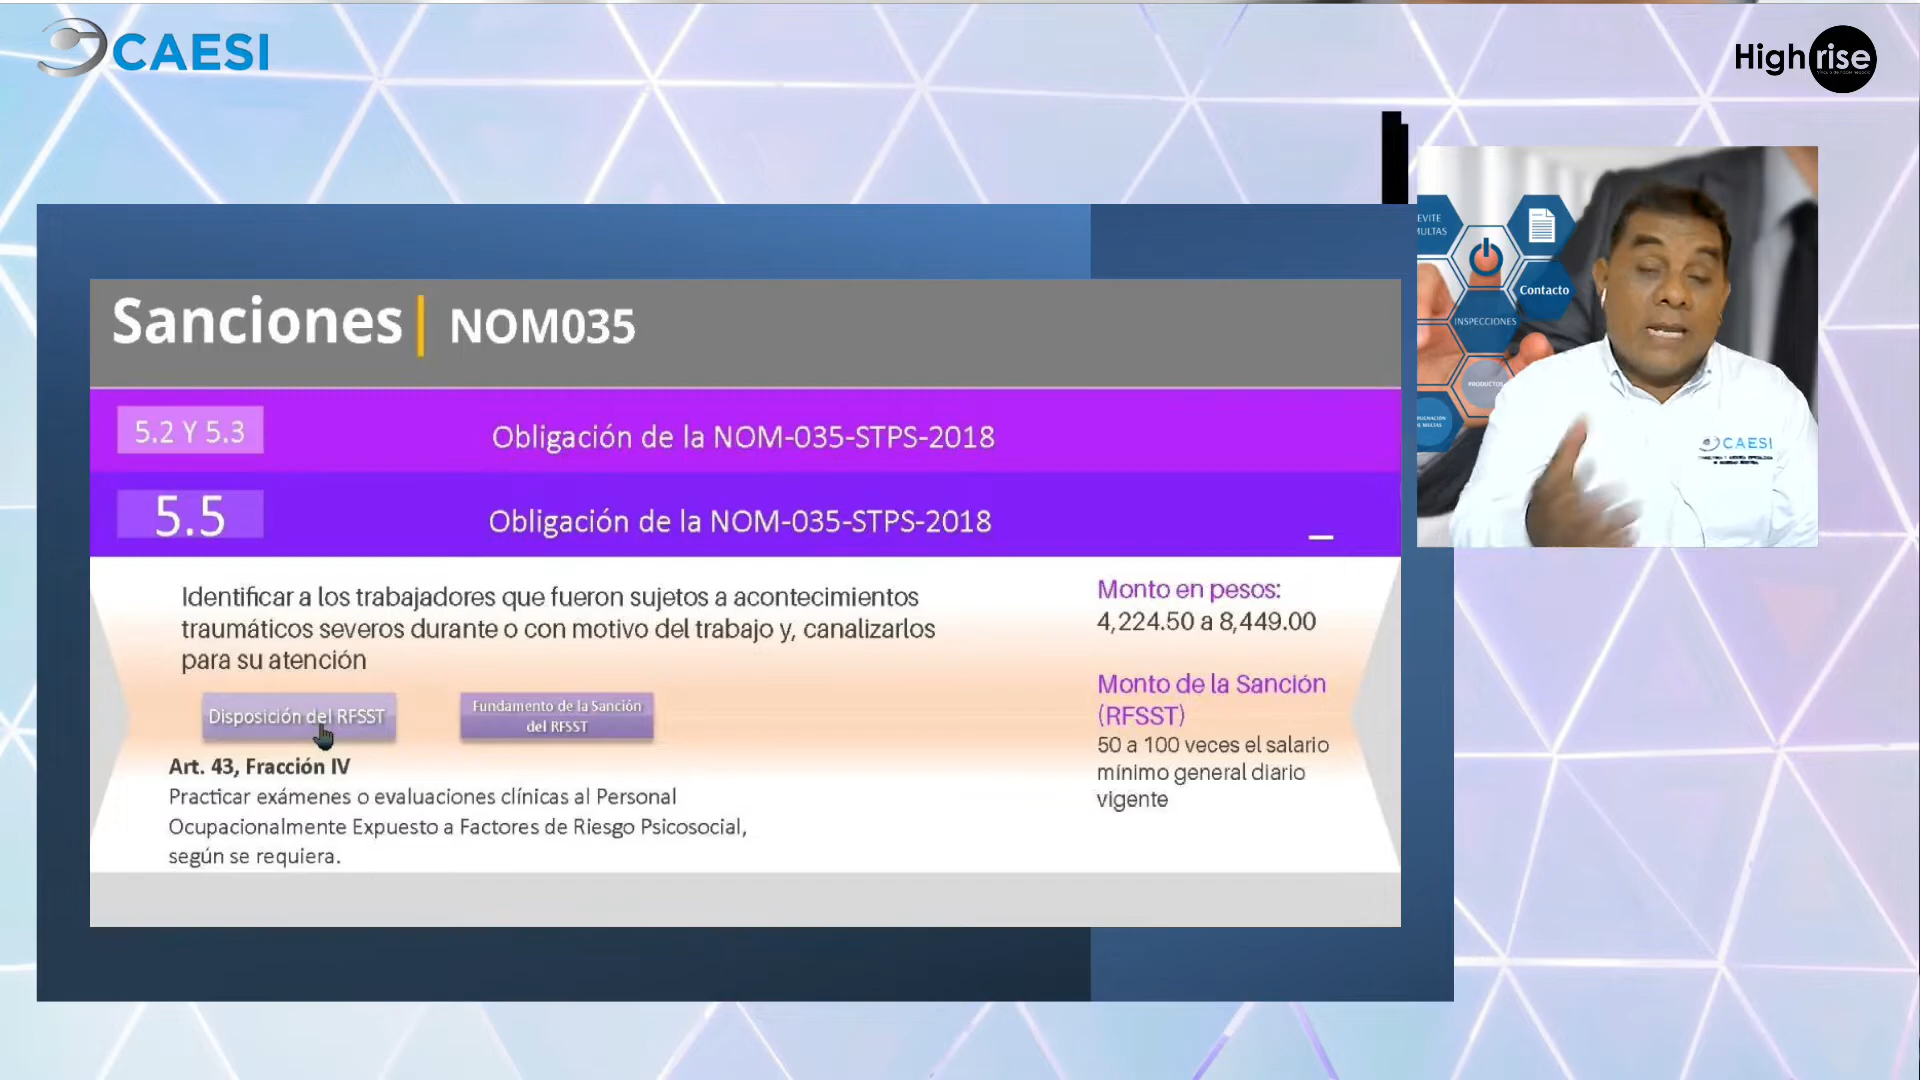 CAESI
High rise
EVITE
MULTAS
Contacto
INSPECCIONES
PRODUCTOS
CAESI
Sanciones | NOM035
5.2 Y 5.3
Obligación de la NOM-035-STPS-2018
5.5
Obligación de la NOM-035-STPS-2018
Identificar a los trabajadores que fueron sujetos a acontecimientos
traumáticos severos durante o con motivo del trabajo y, canalizarlos
para su atención
Disposición del RFSST
Fundamento de la Sanción
del RFSST
Art. 43, Fracción IV
Practicar exámenes o evaluaciones clínicas al Personal
Ocupacionalmente Expuesto a Factores de Riesgo Psicosocial,
según se requiera.
Monto en pesos:
4,224.50 a 8,449.00
Monto de la Sanción
(RFSST)
50 a 100 veces el salario
mínimo general diario
vigente